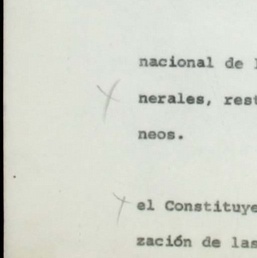 nacional de
nerales, rest
neos.
el Constituye
zación de las